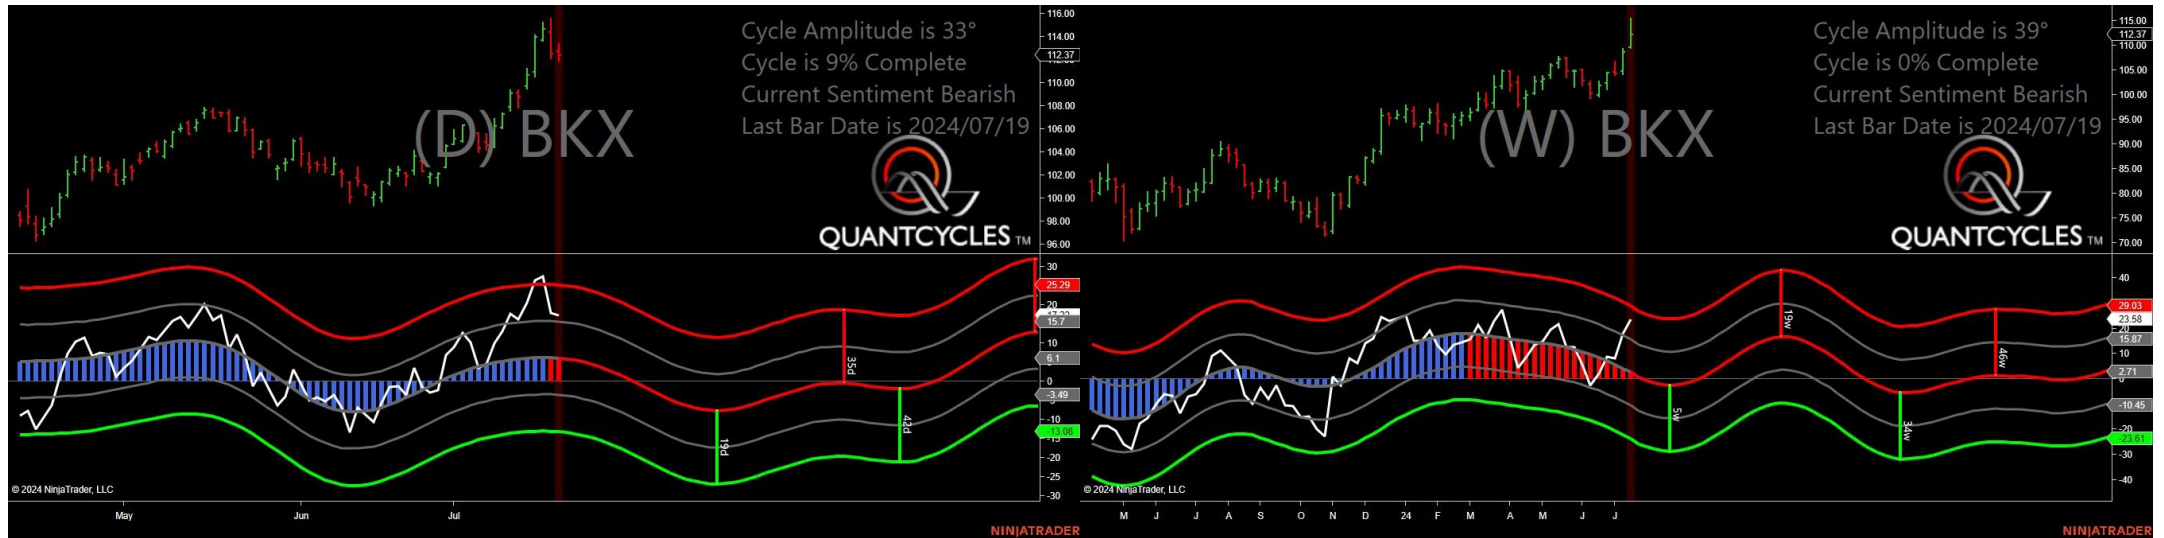 Cycle Amplitude is 33°
Cycle is 9% Complete
Current Sentiment Bearish
Last Bar Date is 2024/07/19
(D) BKX
QUANTCYCLES TM
116.00
114.00
112.37
110.00
108.00
106.00
104.00
102.00
100.00
98.00
96.00
30
25.29
20
15.7
10
6.1
0
-3.49
-10
-13.08
-15
-20
-25
-30
19d
35d
42d
© 2024 NinjaTrader, LLC
May Jun Jul
NINJATRADER
Cycle Amplitude is 39°
Cycle is 0% Complete
Current Sentiment Bearish
Last Bar Date is 2024/07/19
(W) BKX
QUANTCYCLES TM
115.00
112.37
110.00
105.00
100.00
95.00
90.00
85.00
80.00
75.00
70.00
40
29.03
23.58
20
15.87
10
2.71
-10.45
-20
-23.61
-30
-40
5w
19w
34w
46w
© 2024 NinjaTrader, LLC
M J J A S O N D 24 F M A M J J
NINJATRADER